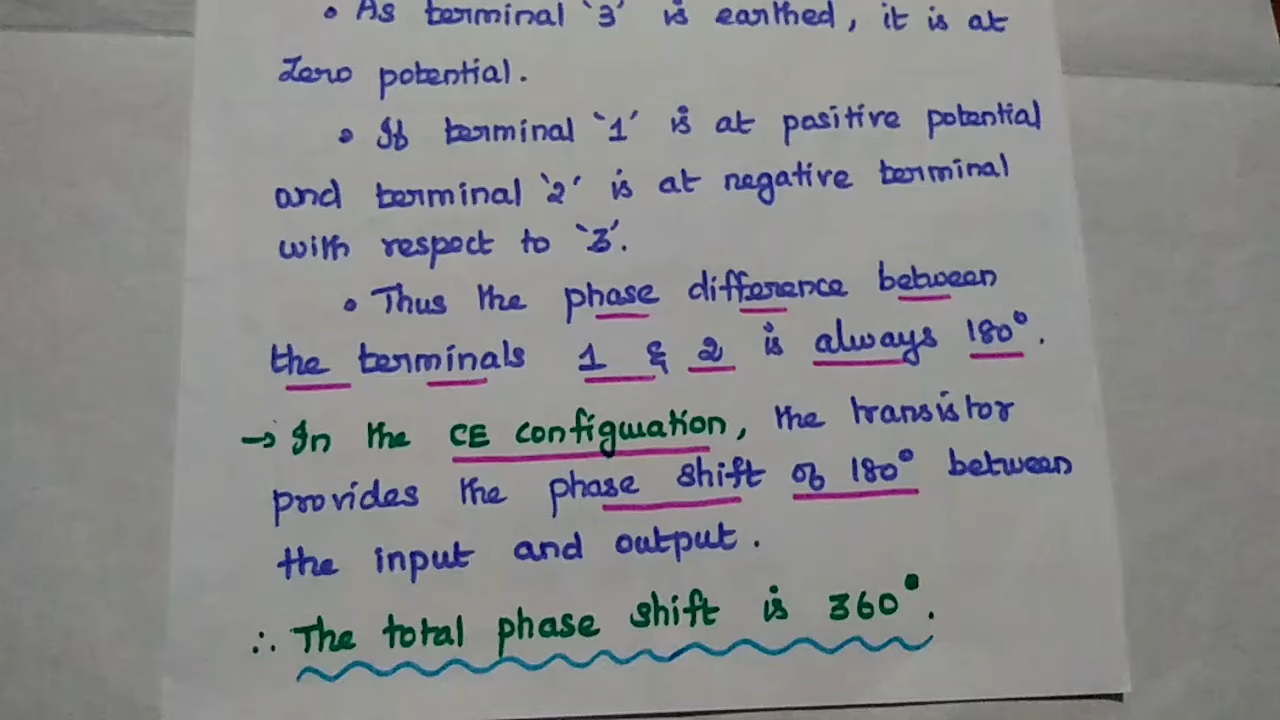 • As terminal '3' is earthed, it is at
Zero potential.
• If terminal '1' is at positive potential
and terminal '2' is at negative terminal
with respect to '3'.
• Thus the phase difference between
the terminals 1 & 2 is always 180°.
→ In the CE configuration, the transistor
provides the phase shift of 180° between
the input and output.
∴ The total phase shift is 360°.